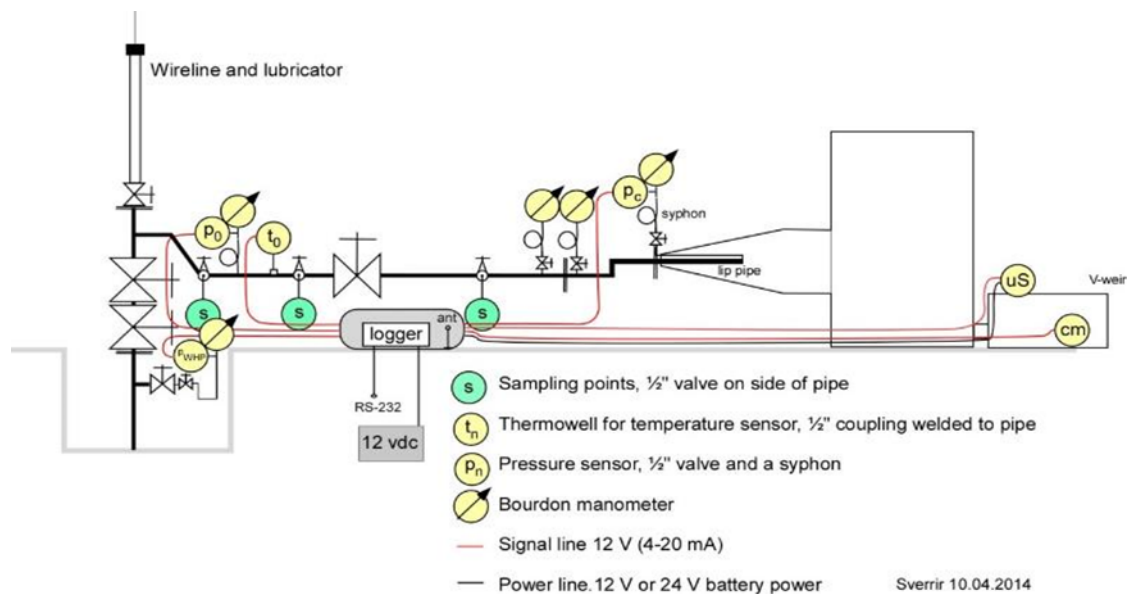 Wireline and lubricator
p0
t0
pc
syphon
lip pipe
uS
V-weir
cm
s
s
s
pWHP
ant
logger
RS-232
12 vdc
s Sampling points, ½" valve on side of pipe
tn Thermowell for temperature sensor, ½" coupling welded to pipe
pn Pressure sensor, ½" valve and a syphon
Bourdon manometer
Signal line 12 V (4-20 mA)
Power line. 12 V or 24 V battery power
Sverrir 10.04.2014